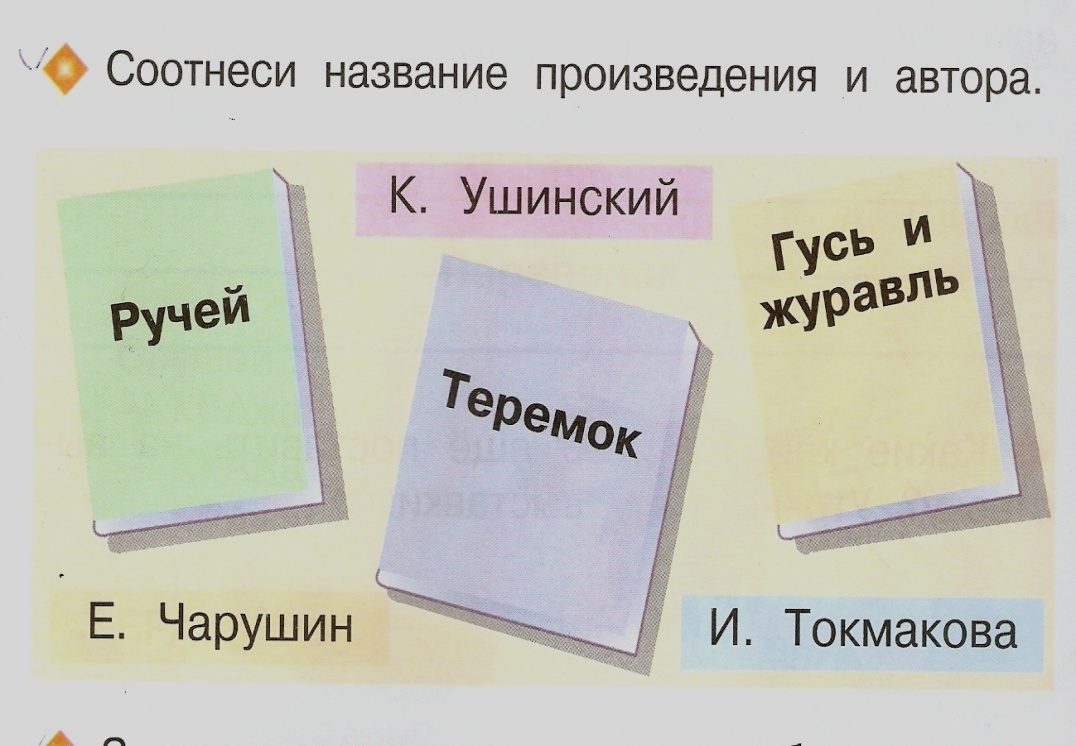 Соотнеси название произведения и автора.
К. Ушинский
Ручей
Теремок
Гусь и
журавль
Е. Чарушин
И. Токмакова